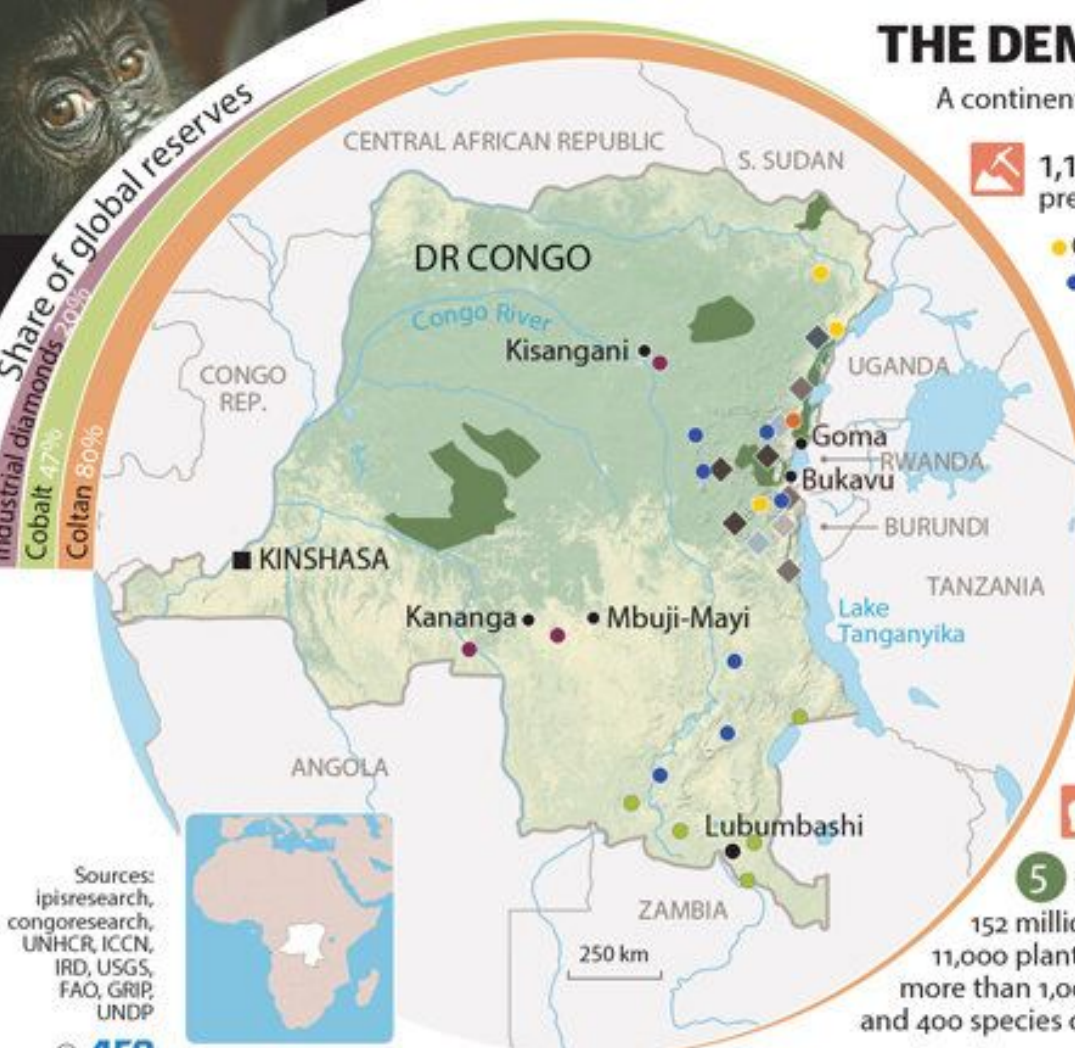 THE DEM
A continent
1,1
pre
Share of global reserves
Industrial diamonds 20%
Cobalt 47%
Coltan 80%
CENTRAL AFRICAN REPUBLIC
S. SUDAN
DR CONGO
Congo River
Kisangani
CONGO
REP.
UGANDA
Goma
RWANDA
Bukavu
BURUNDI
KINSHASA
TANZANIA
Kananga
Mbuji-Mayi
Lake
Tanganyika
ANGOLA
Lubumbashi
ZAMBIA
250 km
Sources:
ipisresearch,
congoresearch,
UNHCR, ICCN,
IRD, USGS,
FAO, GRIP,
UNDP
5
152 millio
11,000 plant
more than 1,00
and 400 species o